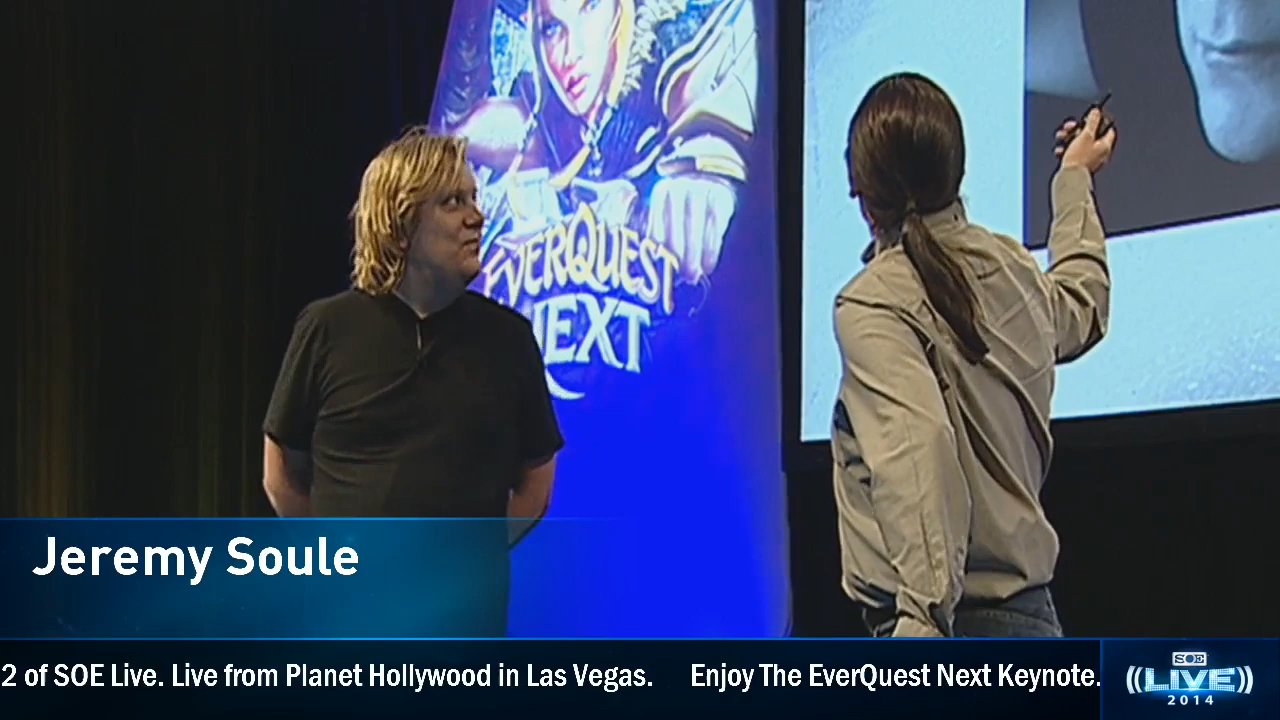 EVERQUEST
NEXT
Jeremy Soule
2 of SOE Live. Live from Planet Hollywood in Las Vegas. Enjoy The EverQuest Next Keynote.
SOE
LIVE
2014